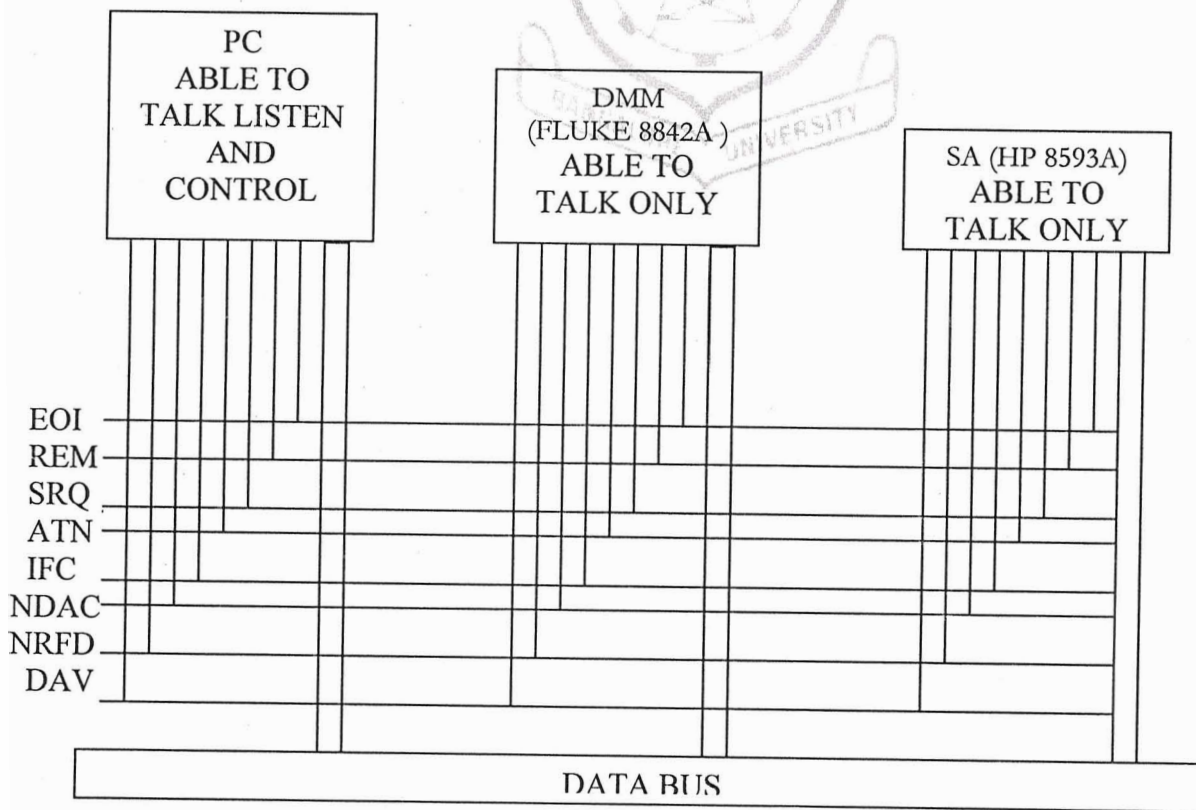 PC
ABLE TO
TALK LISTEN
AND
CONTROL
DMM
(FLUKE 8842A )
ABLE TO
TALK ONLY
SA (HP 8593A)
ABLE TO
TALK ONLY
UNIVERSITY
EOI
REM
SRQ
ATN
IFC
NDAC
NRFD
DAV
DATA BUS